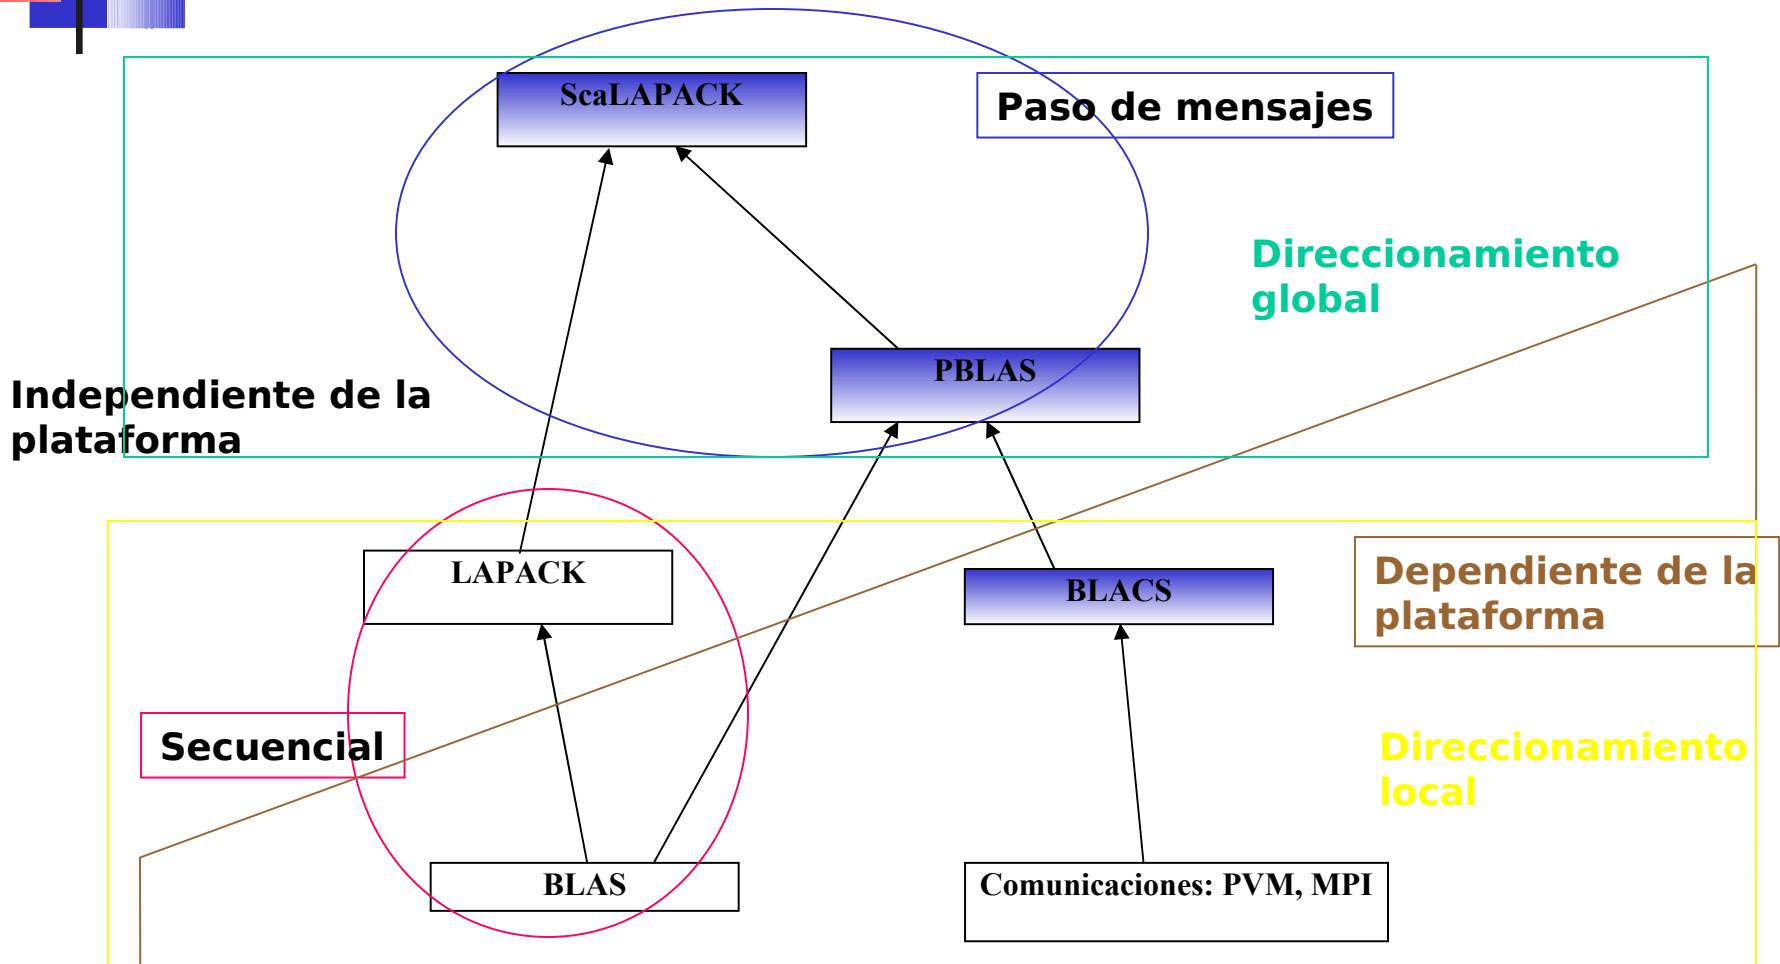 ScaLAPACK
Paso de mensajes
Direccionamiento
global
PBLAS
Independiente de la
plataforma
LAPACK
BLACS
Dependiente de la
plataforma
Secuencial
Direccionamiento
local
BLAS
Comunicaciones: PVM, MPI